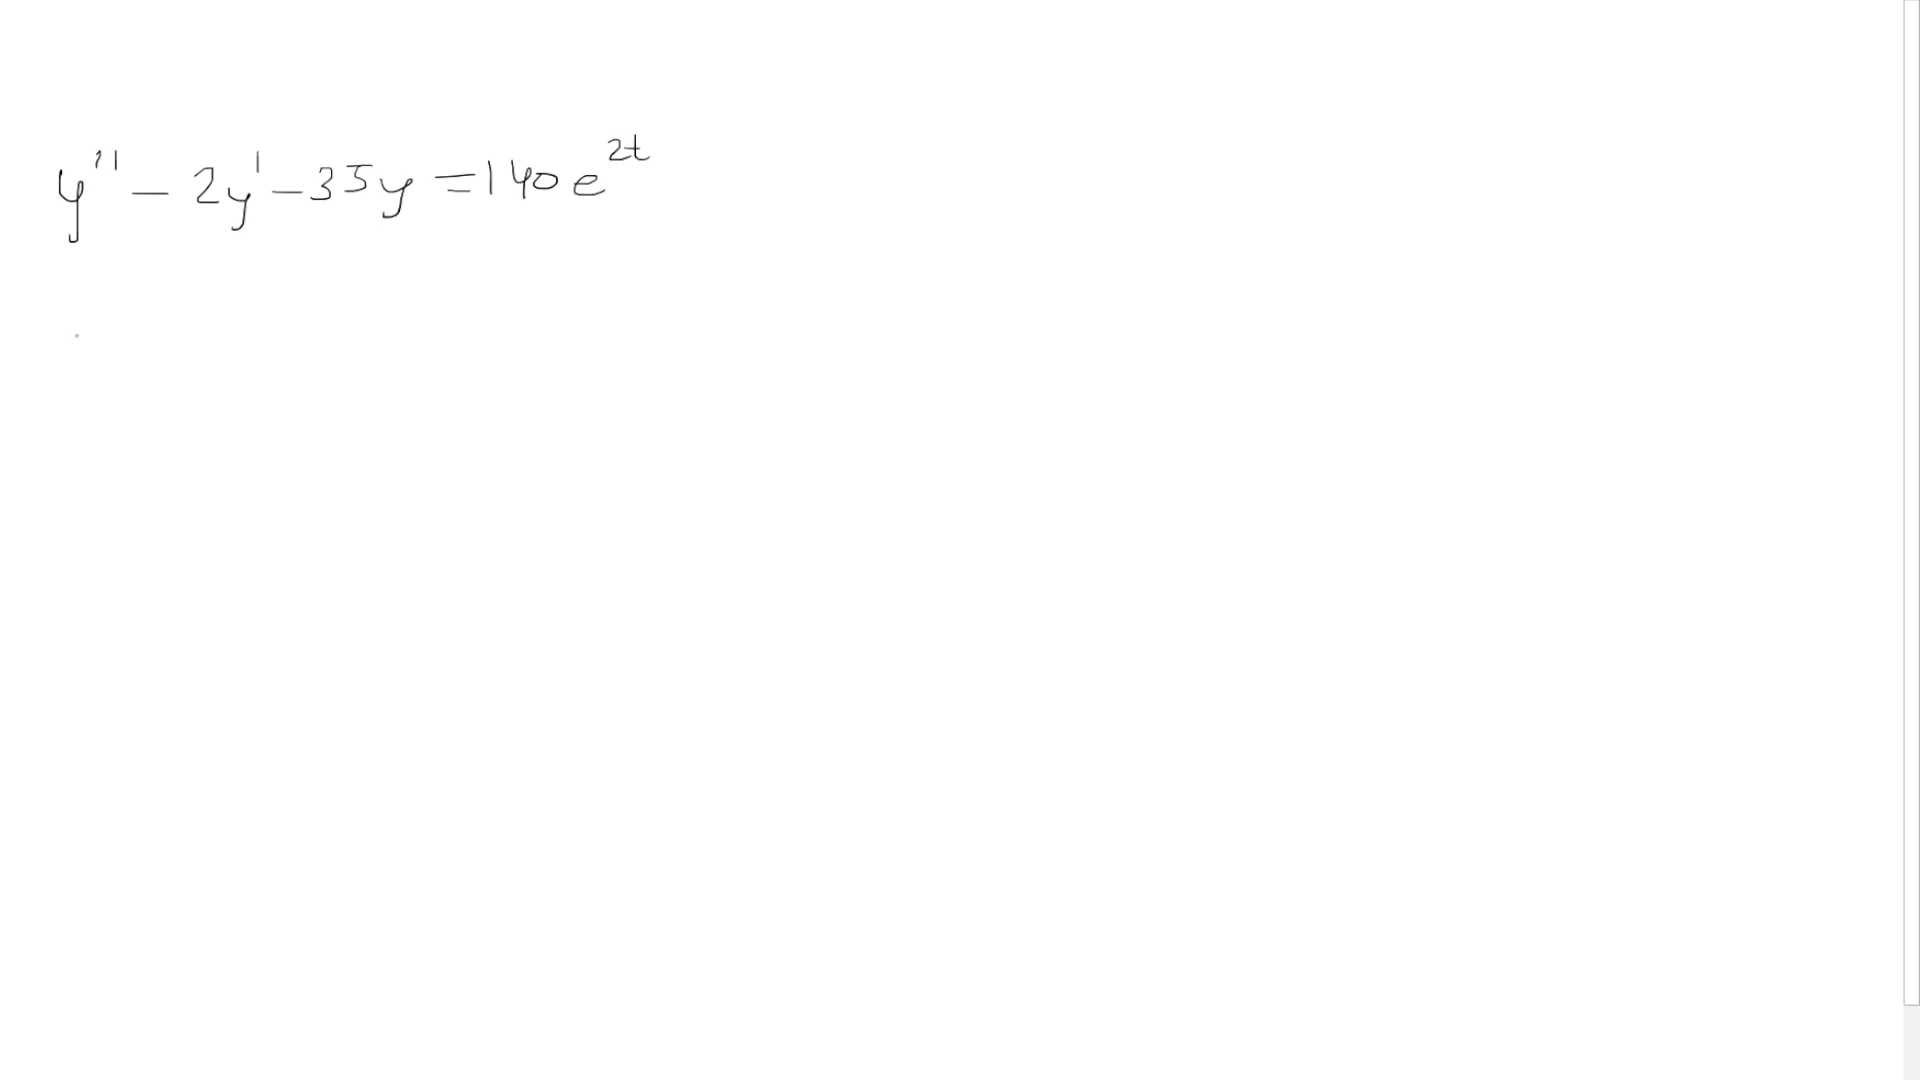 y'' - 2y' - 35y = 140e^{2t}